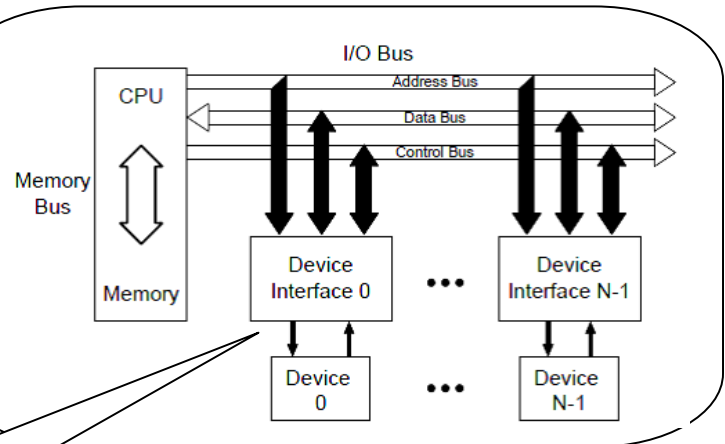 I/O Bus
Address Bus
CPU
Data Bus
Control Bus
Memory
Bus
Memory
Device
Interface 0
Device
Interface N-1
Device
0
Device
N-1